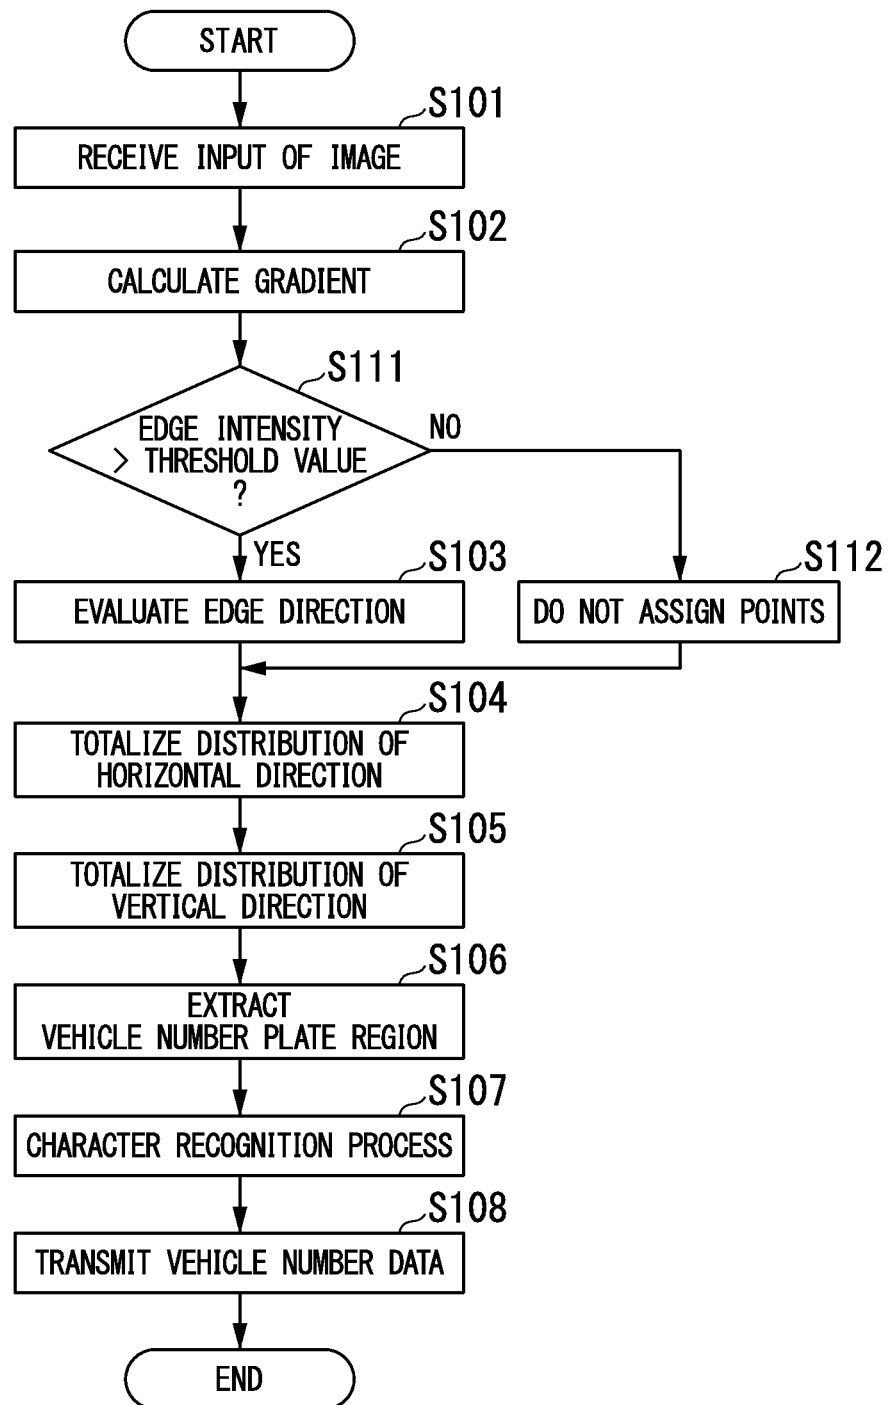 START
S101
RECEIVE INPUT OF IMAGE
S102
CALCULATE GRADIENT
S111
EDGE INTENSITY
> THRESHOLD VALUE
?
NO
YES
S103
EVALUATE EDGE DIRECTION
S112
DO NOT ASSIGN POINTS
S104
TOTALIZE DISTRIBUTION OF
HORIZONTAL DIRECTION
S105
TOTALIZE DISTRIBUTION OF
VERTICAL DIRECTION
S106
EXTRACT
VEHICLE NUMBER PLATE REGION
S107
CHARACTER RECOGNITION PROCESS
S108
TRANSMIT VEHICLE NUMBER DATA
END